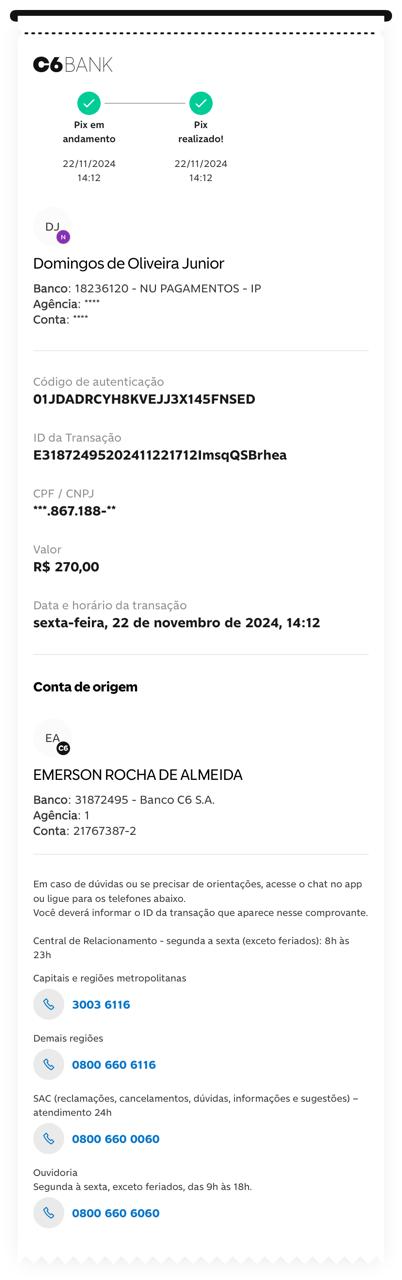 C6BANK
Pix em andamento
Pix realizado!
22/11/2024 14:12
22/11/2024 14:12
DJ
N
Domingos de Oliveira Junior
Banco: 18236120 - NU PAGAMENTOS - IP
Agência: ****
Conta: ****
Código de autenticação
01JDADRCYH8KVEJJ3X145FNSED
ID da Transação
E31872495202411221712ImsqQSBrhea
CPF / CNPJ
***.867.188-**
Valor
R$ 270,00
Data e horário da transação
sexta-feira, 22 de novembro de 2024, 14:12
Conta de origem
EA
C6
EMERSON ROCHA DE ALMEIDA
Banco: 31872495 - Banco C6 S.A.
Agência: 1
Conta: 21767387-2
Em caso de dúvidas ou se precisar de orientações, acesse o chat no app
ou ligue para os telefones abaixo.
Você deverá informar o ID da transação que aparece nesse comprovante.
Central de Relacionamento - segunda a sexta (exceto feriados): 8h às
23h
Capitais e regiões metropolitanas
3003 6116
Demais regiões
0800 660 6116
SAC (reclamações, cancelamentos, dúvidas, informações e sugestões) –
atendimento 24h
0800 660 0060
Ouvidoria
Segunda à sexta, exceto feriados, das 9h às 18h.
0800 660 6060